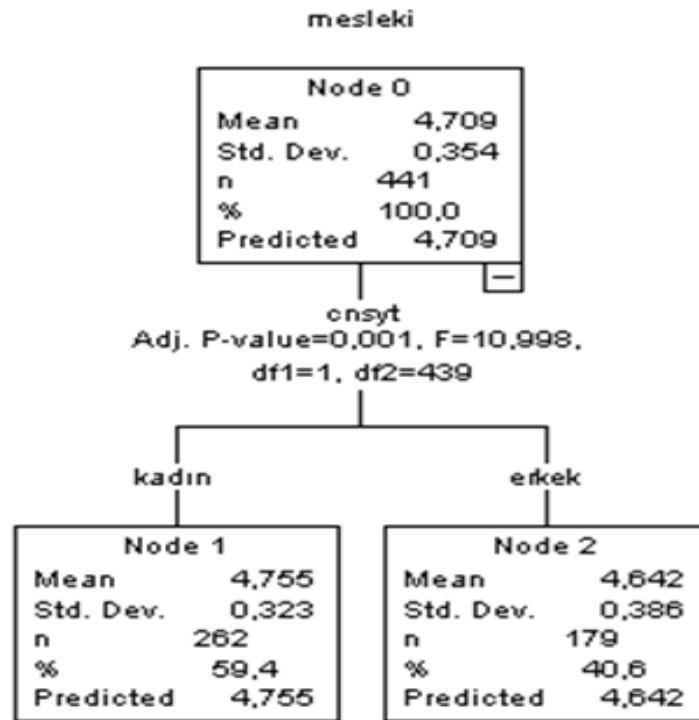 mesleki
Node 0
Mean 4,709
Std. Dev. 0,354
n 441
% 100,0
Predicted 4,709
cnsyt
Adj. P-value=0,001, F=10,998,
df1=1, df2=439
kadın
erkek
Node 1
Mean 4,755
Std. Dev. 0,323
n 262
% 59,4
Predicted 4,755
Node 2
Mean 4,642
Std. Dev. 0,386
n 179
% 40,6
Predicted 4,642